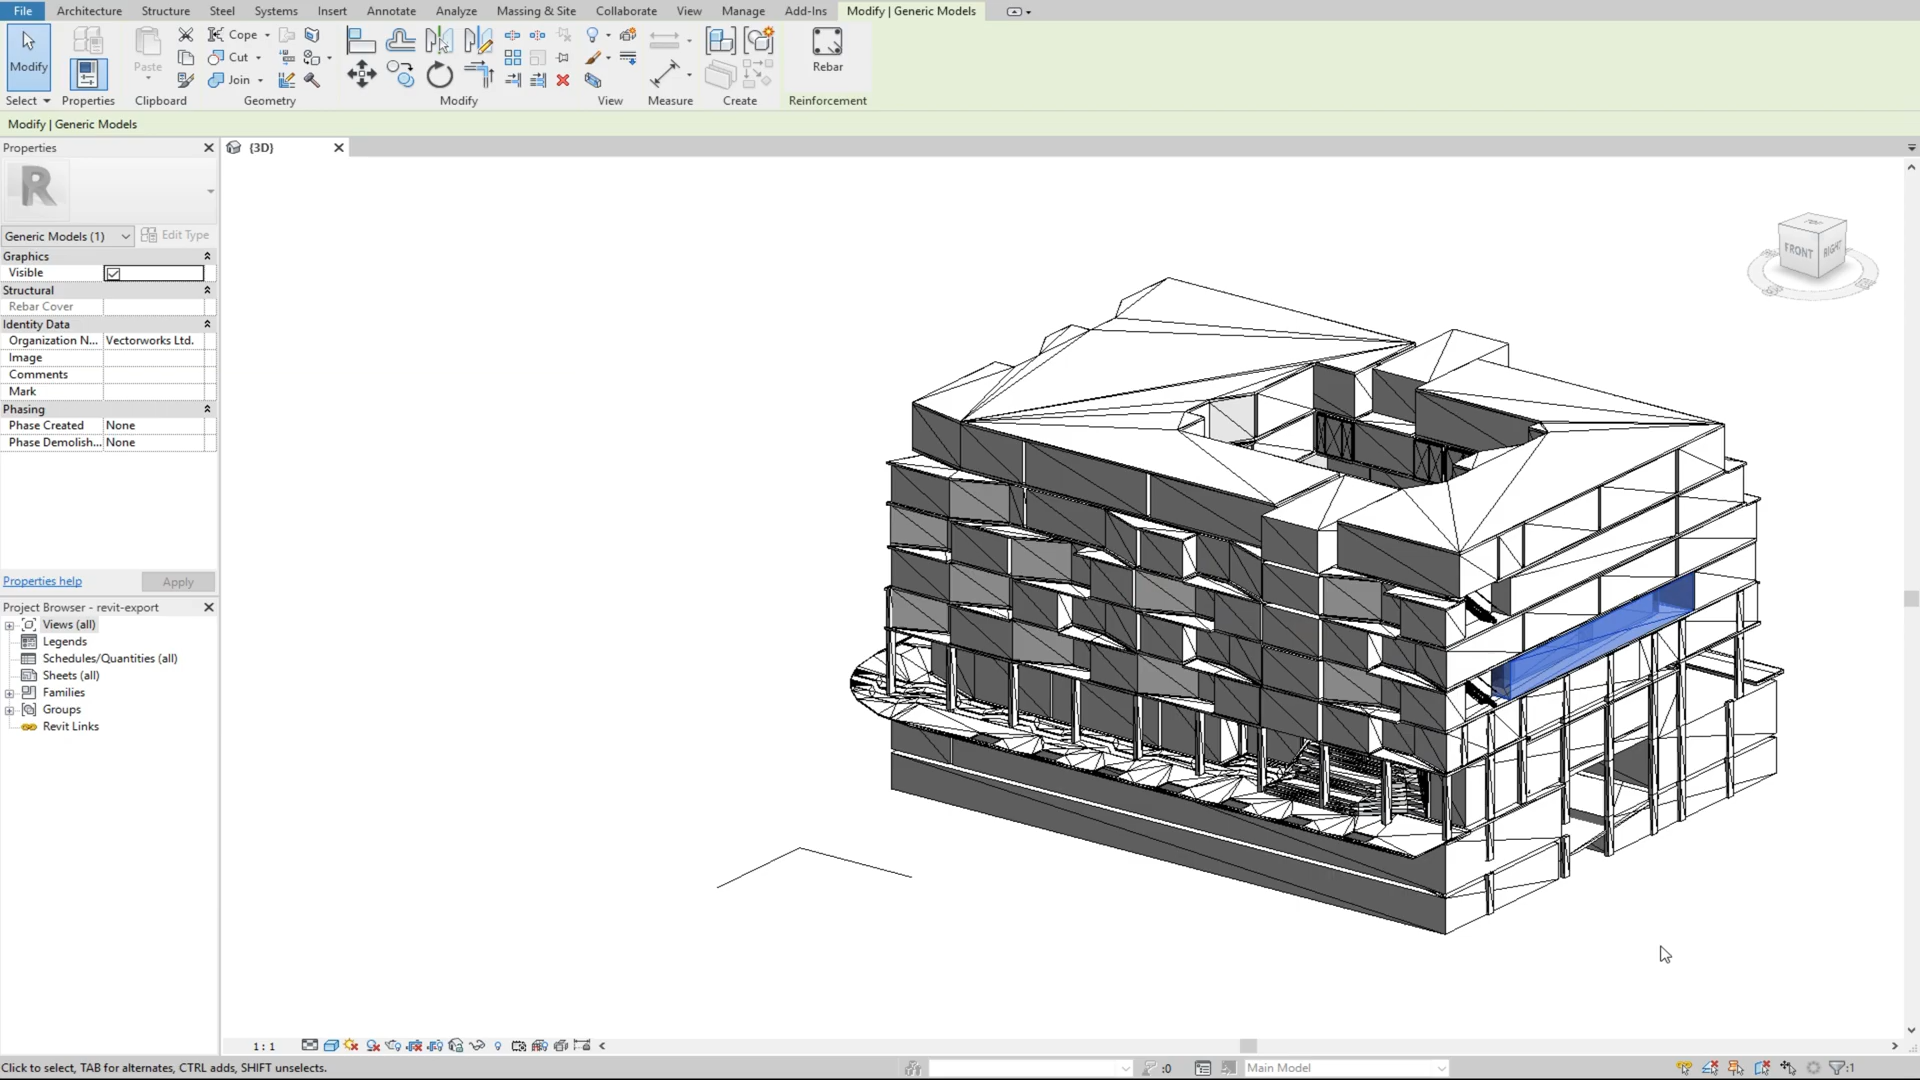 File Architecture Structure Steel Systems Insert Annotate Analyze Massing & Site Collaborate View Manage Add-Ins Modify | Generic Models
Modify
Paste
Cope
Cut
Join
Rebar
Select Properties Clipboard Geometry Modify View Measure Create Reinforcement
Modify | Generic Models
Properties
{3D}
R
Generic Models (1) Edit Type
Graphics
Visible
Structural
Rebar Cover
Identity Data
Organization N... Vectorworks Ltd.
Image
Comments
Mark
Phasing
Phase Created None
Phase Demolish... None
Properties help Apply
Project Browser - revit-export
Views (all)
Legends
Schedules/Quantities (all)
Sheets (all)
Families
Groups
Revit Links
TOP
FRONT
RIGHT
1 : 1
Click to select, TAB for alternates, CTRL adds, SHIFT unselects.
:0
Main Model
:1